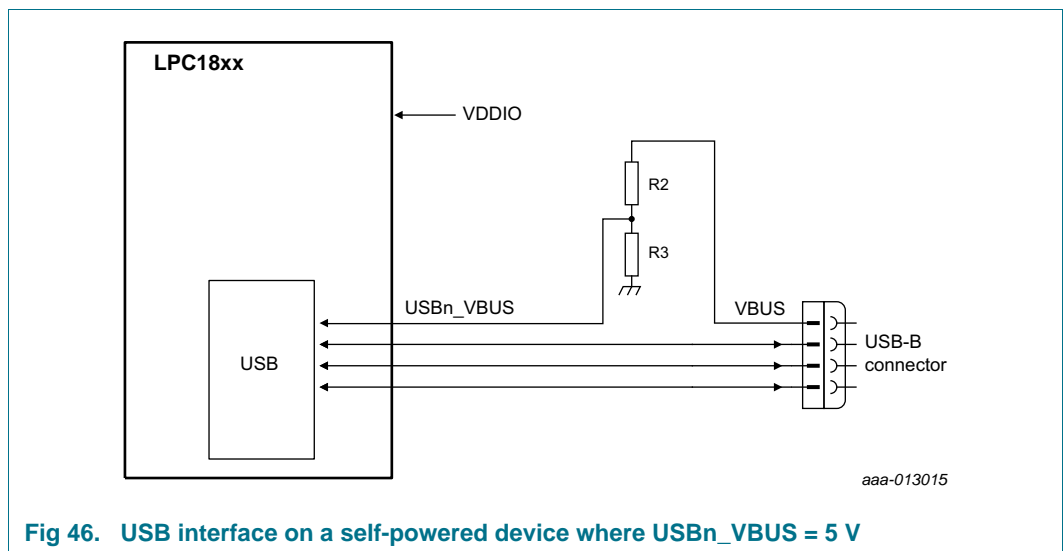 LPC18xx
VDDIO
R2
R3
USBn_VBUS
VBUS
USB
USB-B
connector
aaa-013015
Fig 46. USB interface on a self-powered device where USBn_VBUS = 5 V